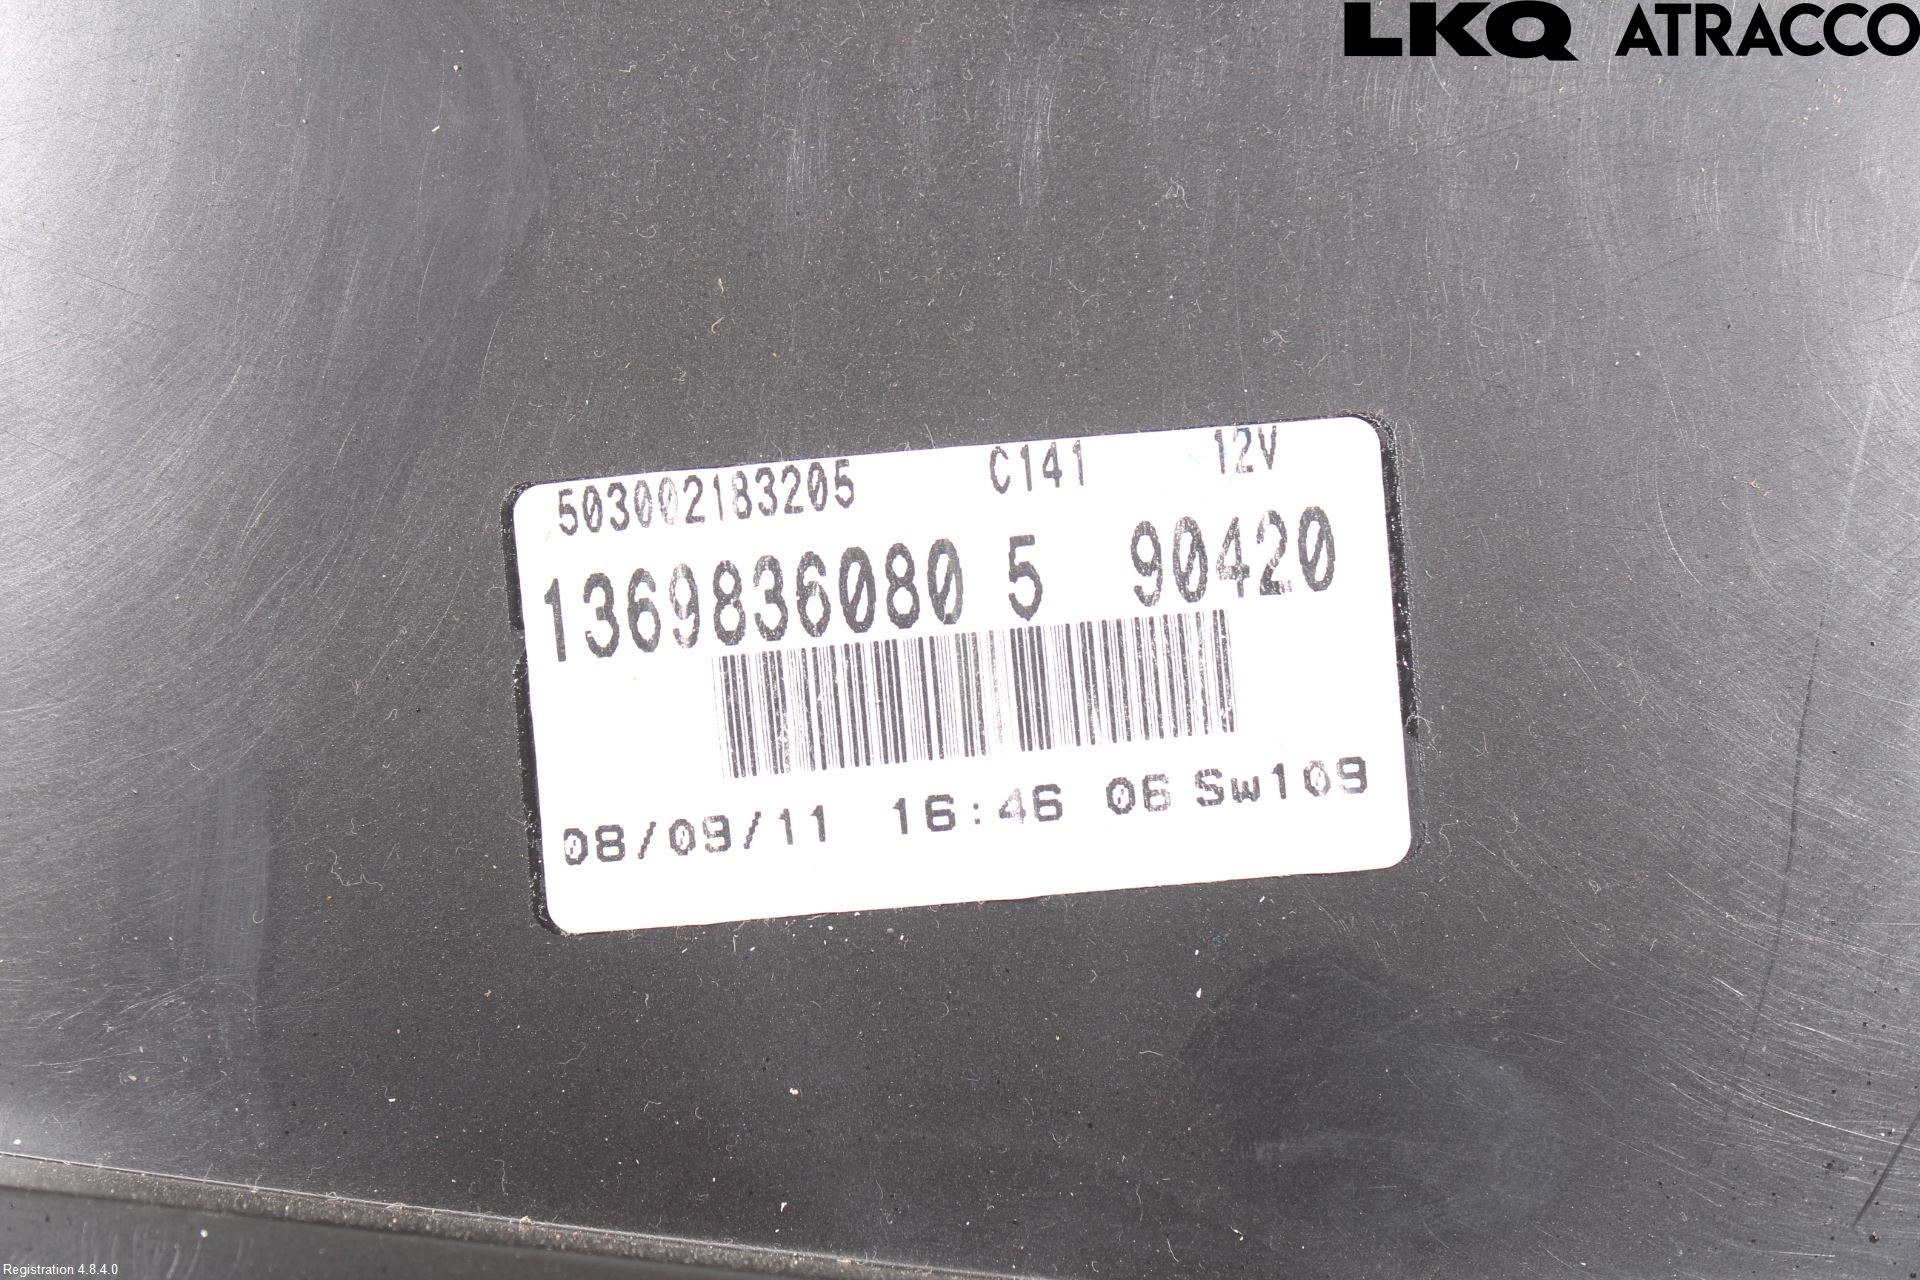 LKQ ATRACCO
503002183205 C141 12V
1369836080 5 90420
08/09/11 16:46 06 Sw109
Registration 4.8.4.0